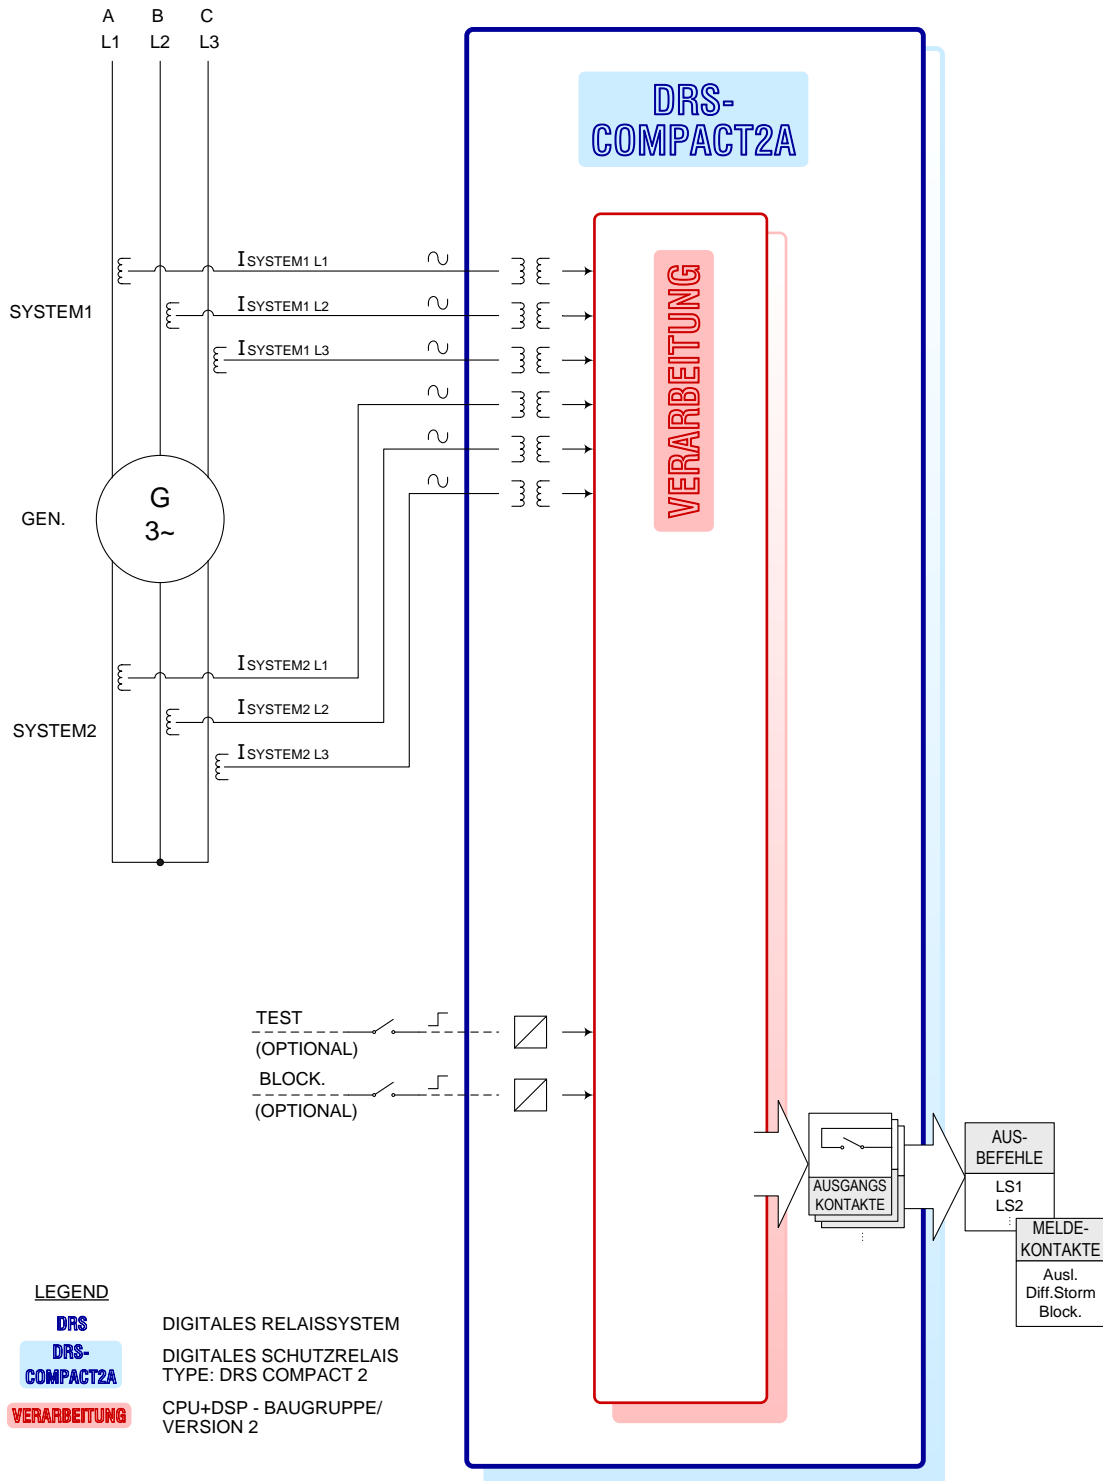 A B C
L1 L2 L3
DRS-
COMPACT2A
VERARBEITUNG
I SYSTEM1 L1
I SYSTEM1 L2
SYSTEM1
I SYSTEM1 L3
G
3~
GEN.
I SYSTEM2 L1
I SYSTEM2 L2
SYSTEM2
I SYSTEM2 L3
TEST
(OPTIONAL)
BLOCK.
(OPTIONAL)
AUSGANGS
KONTAKTE
AUS-
BEFEHLE
LS1
LS2
MELDE-
KONTAKTE
Ausl.
Diff.Storm
Block.
LEGEND
DRS DIGITALES RELAISSYSTEM
DRS-
COMPACT2A
DIGITALES SCHUTZRELAIS
TYPE: DRS COMPACT 2
VERARBEITUNG
CPU+DSP - BAUGRUPPE/
VERSION 2